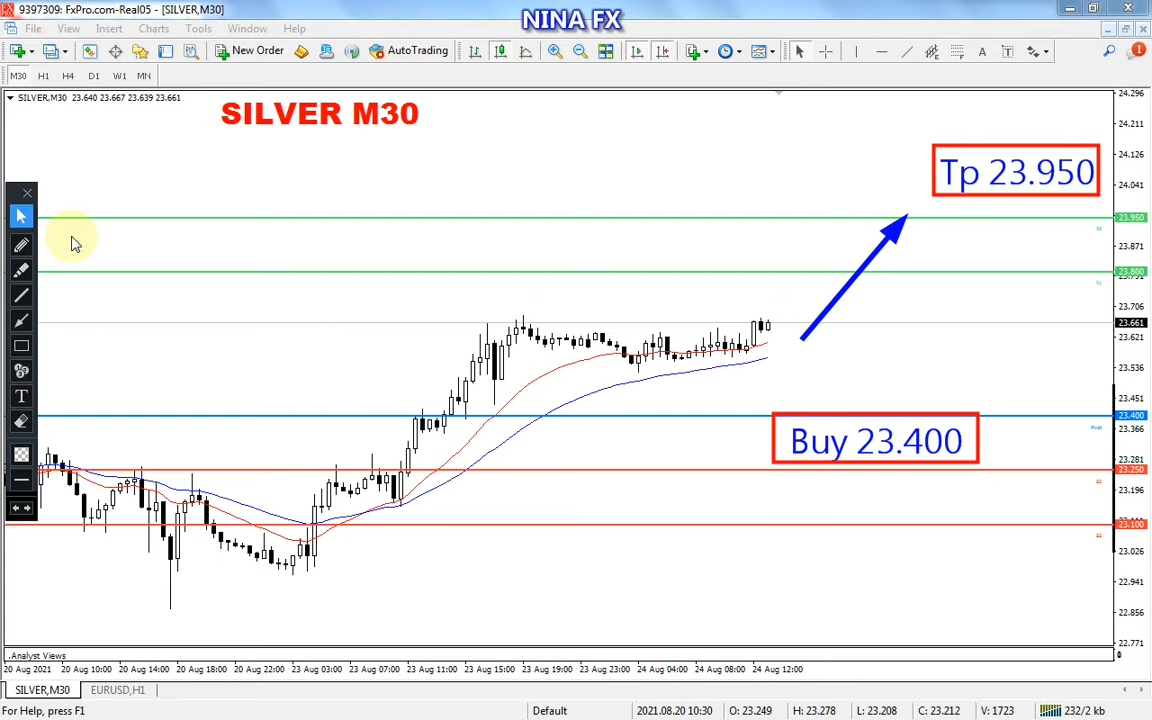 9397309: FxPro.com-Real05 - [SILVER,M30]
NINA FX
File View Insert Charts Tools Window Help
New Order AutoTrading
A T 1
M30 H1 H4 D1 W1 MN
SILVER,M30 23.640 23.667 23.639 23.661
SILVER M30
24.296
24.211
24.126
Tp 23.950
24.041
23.950
23.871
23.800
23.706
23.661
23.621
23.536
23.451
23.400
23.366
Buy 23.400
23.281
23.250
23.196
23.100
23.026
22.941
22.856
22.771
T
Analyst Views
0
20 Aug 2021 20 Aug 10:00 20 Aug 14:00 20 Aug 18:00 20 Aug 22:00 23 Aug 03:00 23 Aug 07:00 23 Aug 11:00 23 Aug 15:00 23 Aug 19:00 23 Aug 23:00 24 Aug 04:00 24 Aug 08:00 24 Aug 12:00
SILVER,M30 EURUSD,H1
For Help, press F1 Default 2021.08.20 10:30 O: 23.249 H: 23.278 L: 23.208 C: 23.212 V: 1723 232/2 kb